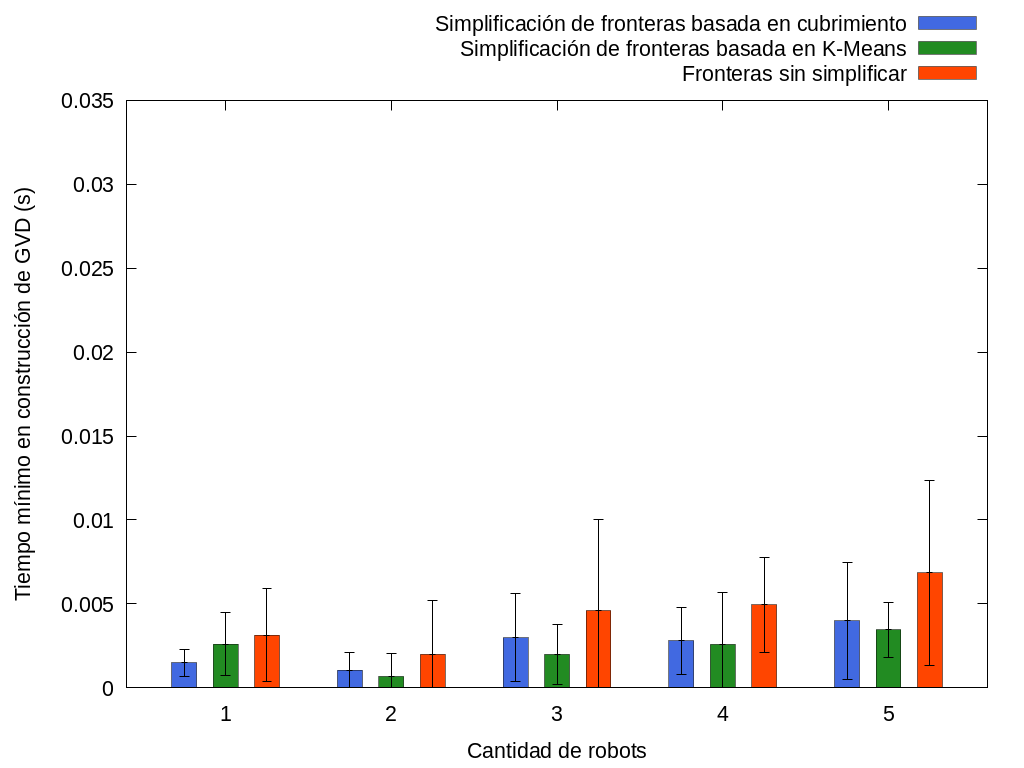 Simplificación de fronteras basada en cubrimiento
Simplificación de fronteras basada en K-Means
Fronteras sin simplificar
0.035
0.03
0.025
0.02
0.015
0.01
0.005
0
Tiempo mínimo en construcción de GVD (s)
1 2 3 4 5
Cantidad de robots